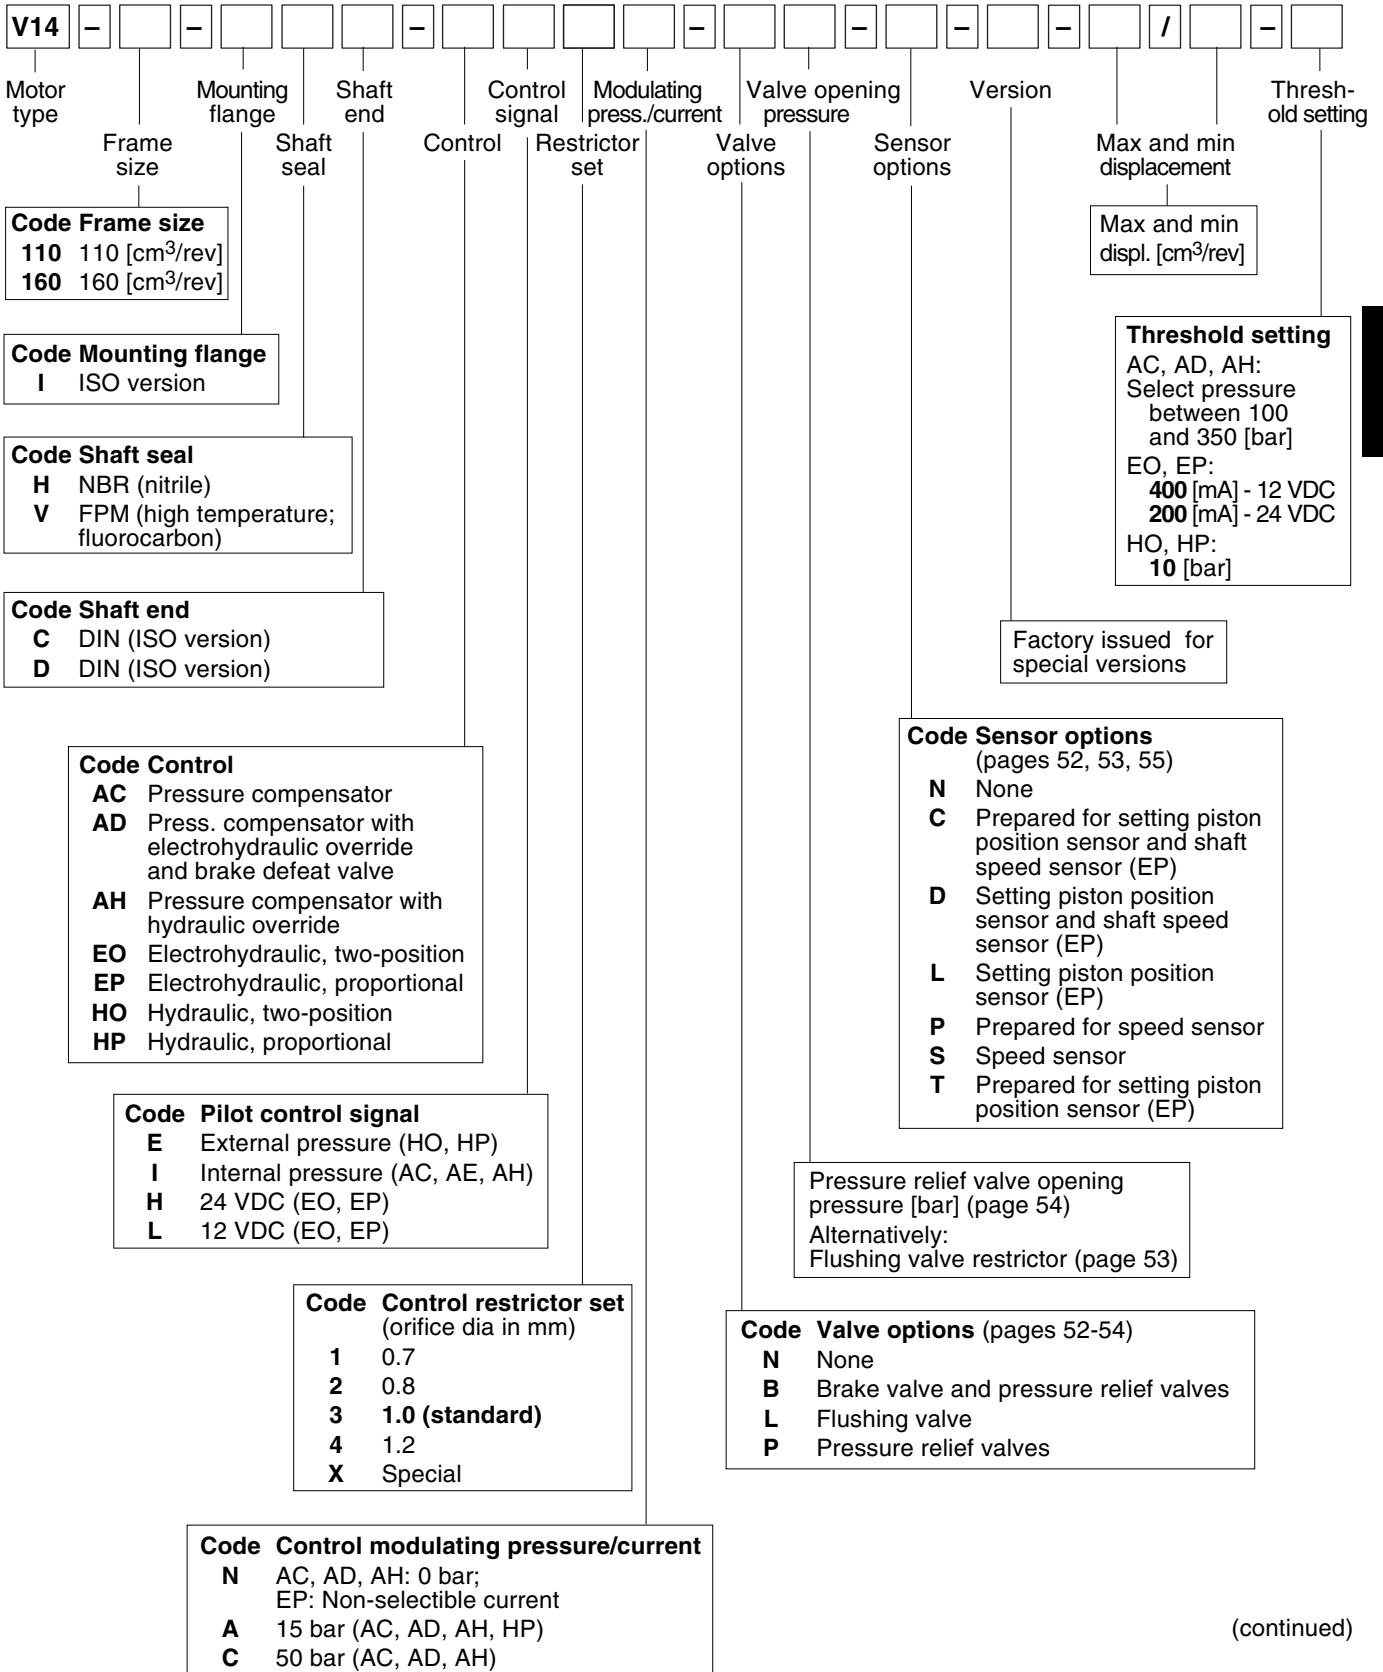 V14 – – – – – – – / –
Motor type
Mounting flange
Shaft end
Control signal
Modulating press./current
Valve opening pressure
Version
Thresh-
old setting
Frame size
Shaft seal
Control
Restrictor set
Valve options
Sensor options
Max and min displacement
Code Frame size
110 110 [cm3/rev]
160 160 [cm3/rev]
Max and min
displ. [cm3/rev]
Code Mounting flange
I ISO version
Threshold setting
AC, AD, AH:
Select pressure
between 100
and 350 [bar]
EO, EP:
400 [mA] - 12 VDC
200 [mA] - 24 VDC
HO, HP:
10 [bar]
Code Shaft seal
H NBR (nitrile)
V FPM (high temperature;
fluorocarbon)
Code Shaft end
C DIN (ISO version)
D DIN (ISO version)
Factory issued for
special versions
Code Control
AC Pressure compensator
AD Press. compensator with
electrohydraulic override
and brake defeat valve
AH Pressure compensator with
hydraulic override
EO Electrohydraulic, two-position
EP Electrohydraulic, proportional
HO Hydraulic, two-position
HP Hydraulic, proportional
Code Sensor options
(pages 52, 53, 55)
N None
C Prepared for setting piston
position sensor and shaft
speed sensor (EP)
D Setting piston position
sensor and shaft speed
sensor (EP)
L Setting piston position
sensor (EP)
P Prepared for speed sensor
S Speed sensor
T Prepared for setting piston
position sensor (EP)
Code Pilot control signal
E External pressure (HO, HP)
I Internal pressure (AC, AE, AH)
H 24 VDC (EO, EP)
L 12 VDC (EO, EP)
Pressure relief valve opening
pressure [bar] (page 54)
Alternatively:
Flushing valve restrictor (page 53)
Code Control restrictor set
(orifice dia in mm)
1 0.7
2 0.8
3 1.0 (standard)
4 1.2
X Special
Code Valve options (pages 52-54)
N None
B Brake valve and pressure relief valves
L Flushing valve
P Pressure relief valves
Code Control modulating pressure/current
N AC, AD, AH: 0 bar;
EP: Non-selectible current
A 15 bar (AC, AD, AH, HP)
C 50 bar (AC, AD, AH)
(continued)